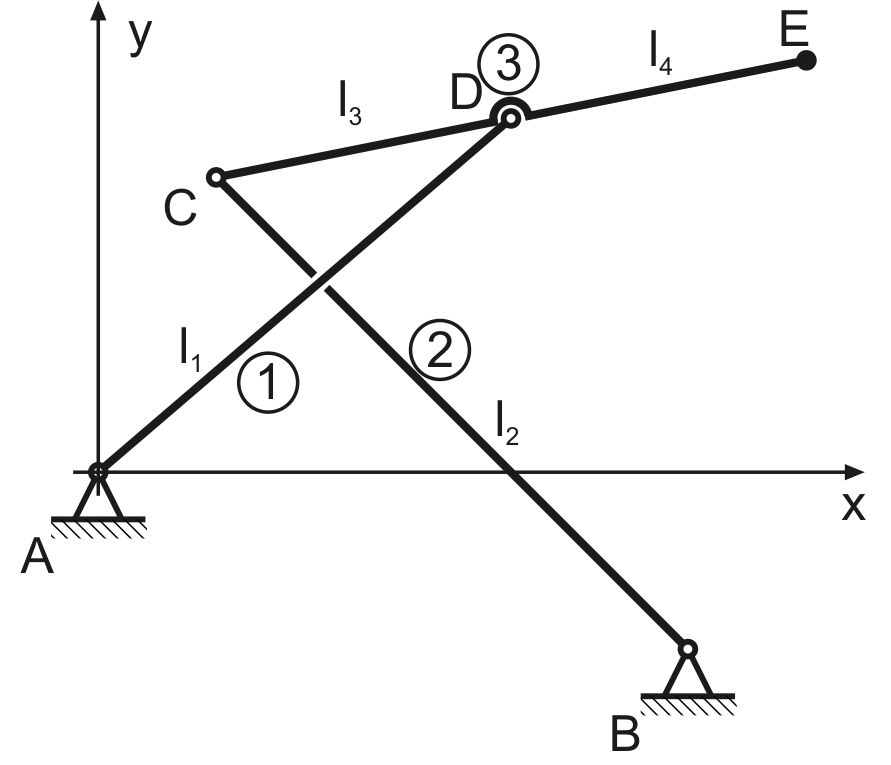 y
E
l₄
③
D
l₃
C
②
l₁
①
l₂
x
A
B